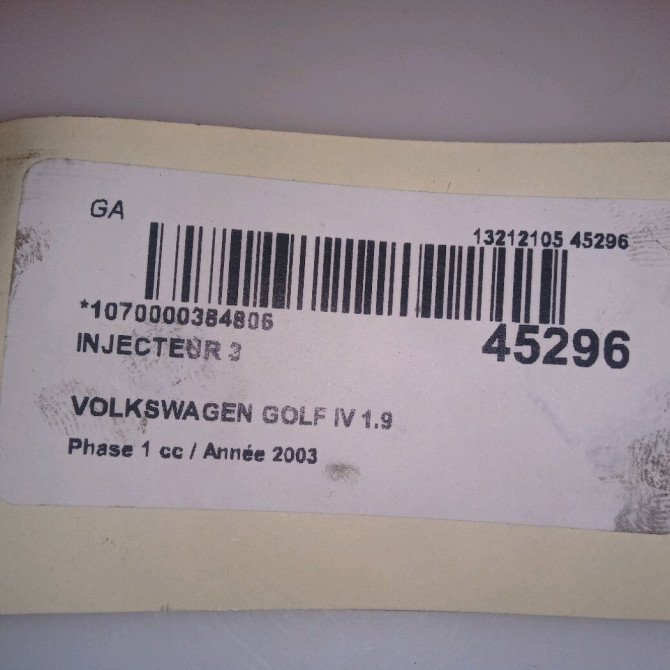 GA
13212105 45296
*1070000384806
45296
INJECTEUR 3
VOLKSWAGEN GOLF IV 1.9
Phase 1 cc / Année 2003